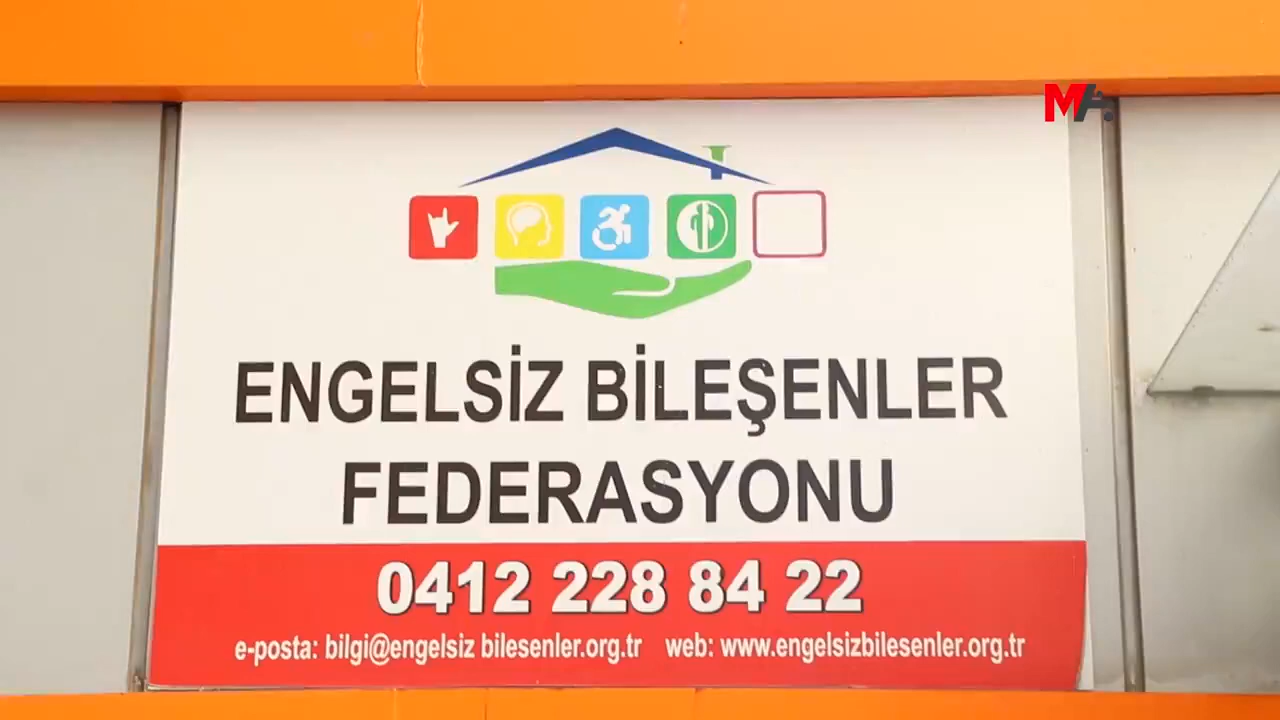 MA
ENGELSİZ BİLEŞENLER
FEDERASYONU
0412 228 84 22
e-posta: bilgi@engelsiz bilesenler.org.tr web: www.engelsizbilesenler.org.tr